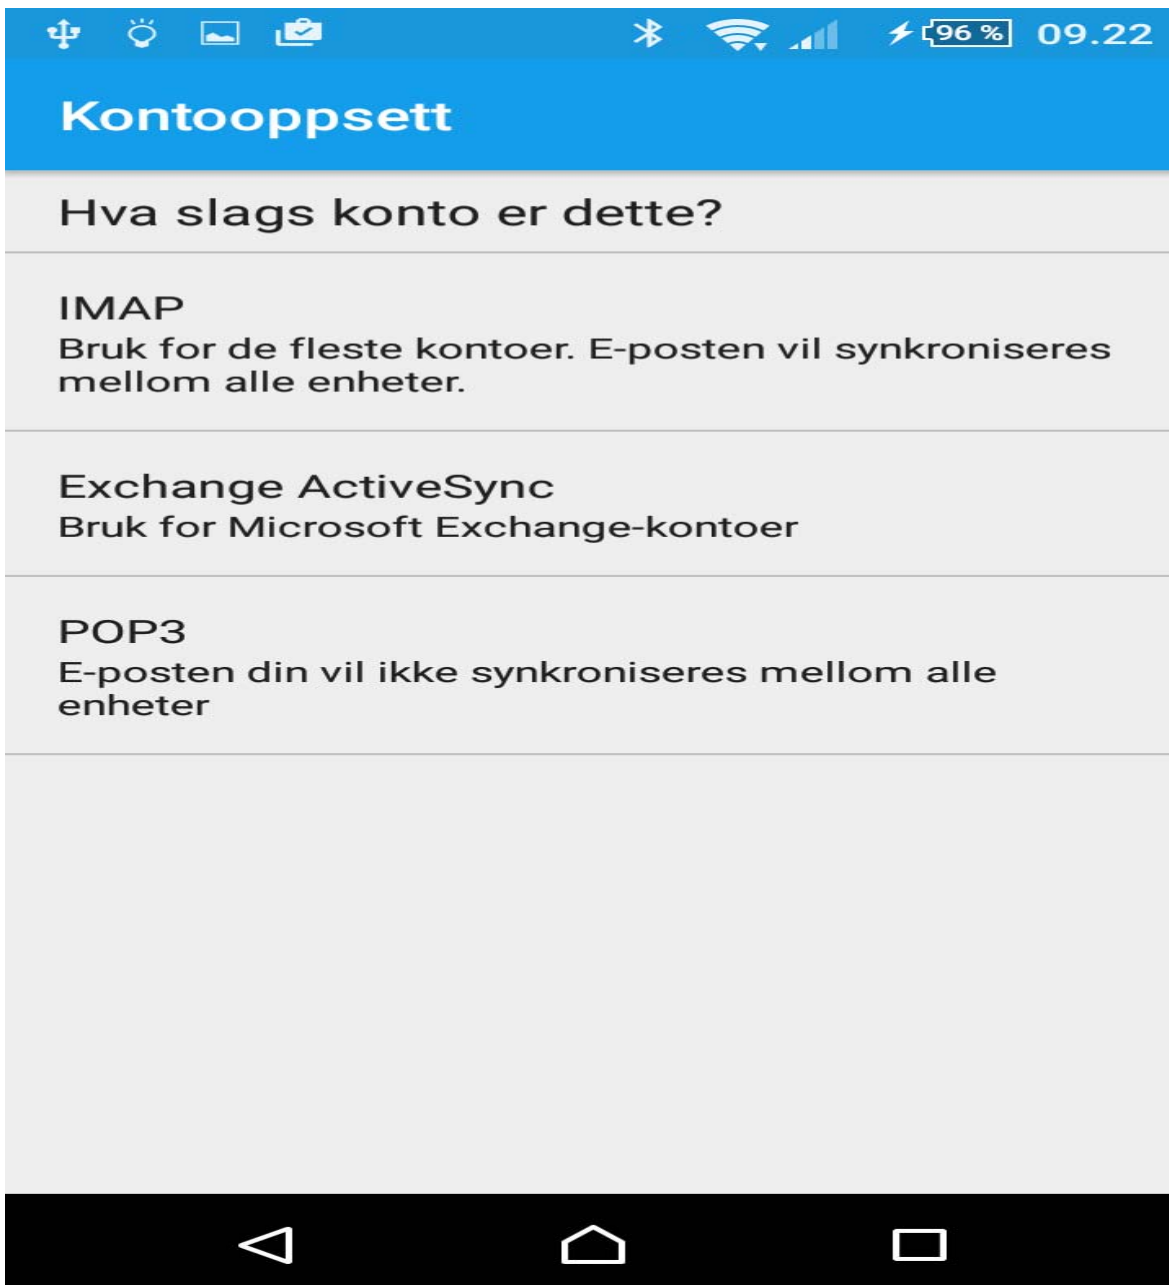 96 % 09.22
Kontooppsett
Hva slags konto er dette?
IMAP
Bruk for de fleste kontoer. E-posten vil synkroniseres
mellom alle enheter.
Exchange ActiveSync
Bruk for Microsoft Exchange-kontoer
POP3
E-posten din vil ikke synkroniseres mellom alle
enheter